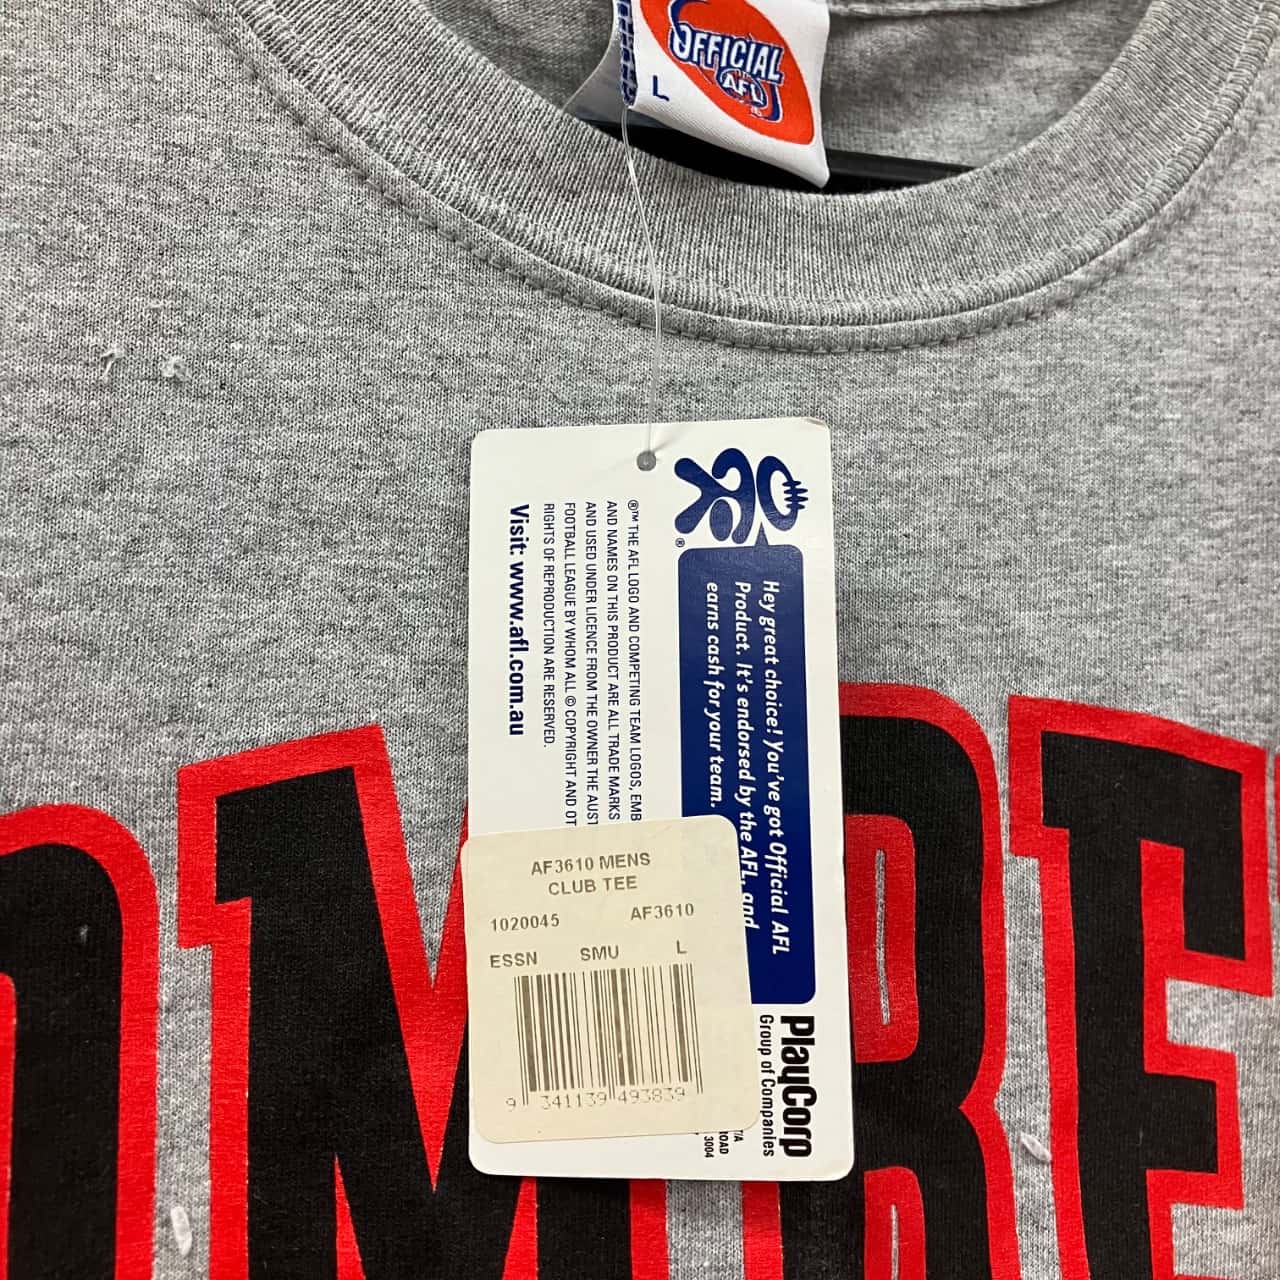 OFFICIAL
AFL
L
®
Hey great choice! You've got Official AFL
Product. It's endorsed by the AFL, and
earns cash for your team.
®™ THE AFL LOGO AND COMPETING TEAM LOGOS,
AND NAMES ON THIS PRODUCT ARE ALL TRADE MARKS
AND USED UNDER LICENCE FROM THE OWNER THE
FOOTBALL LEAGUE BY WHOM ALL © COPYRIGHT AND
RIGHTS OF REPRODUCTION ARE RESERVED.
Visit: www.afl.com.au
PlayCorp
Group of Companies
3004
AF3610 MENS
CLUB TEE
1020045 AF3610
ESSN SMU L
9 341139 493839
OMBE